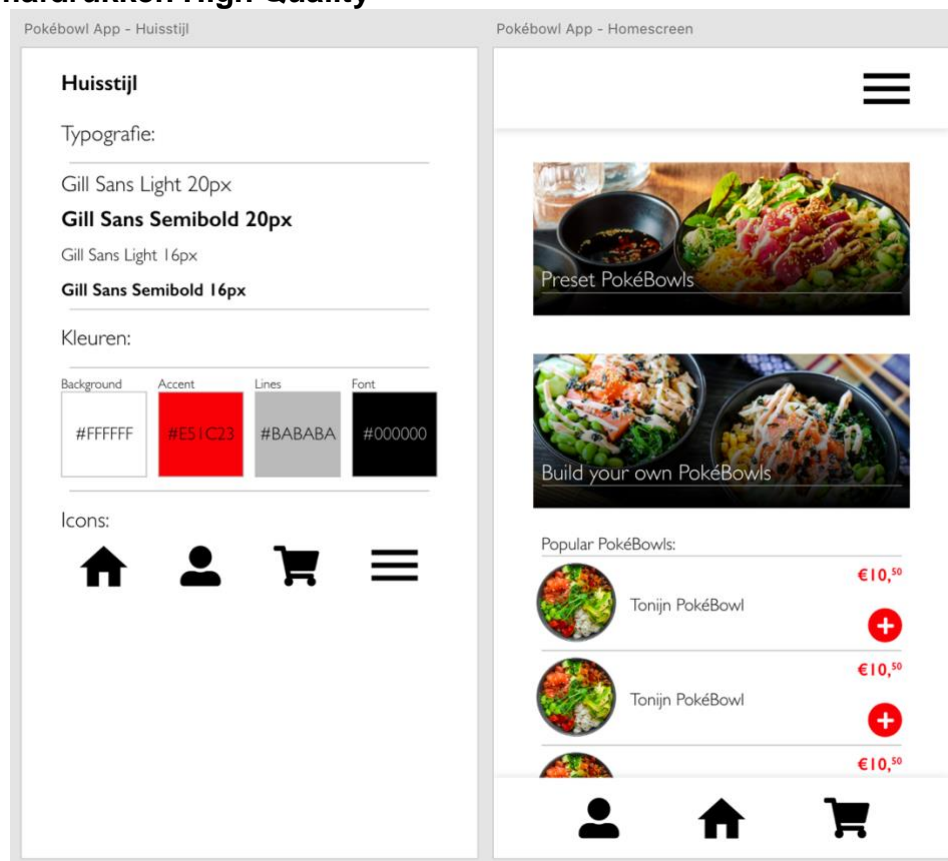 High Quality
Pokébowl App - Huisstijl
Huisstijl
Typografie:
Gill Sans Light 20px
Gill Sans Semibold 20px
Gill Sans Light 16px
Gill Sans Semibold 16px
Kleuren:
Background Accent Lines Font
#FFFFFF #E51C23 #BABABA #000000
Icons:
Pokébowl App - Homescreen
Preset PokéBowls
Build your own PokéBowls
Popular PokéBowls:
€10,50
Tonijn PokéBowl
€10,50
Tonijn PokéBowl
€10,50